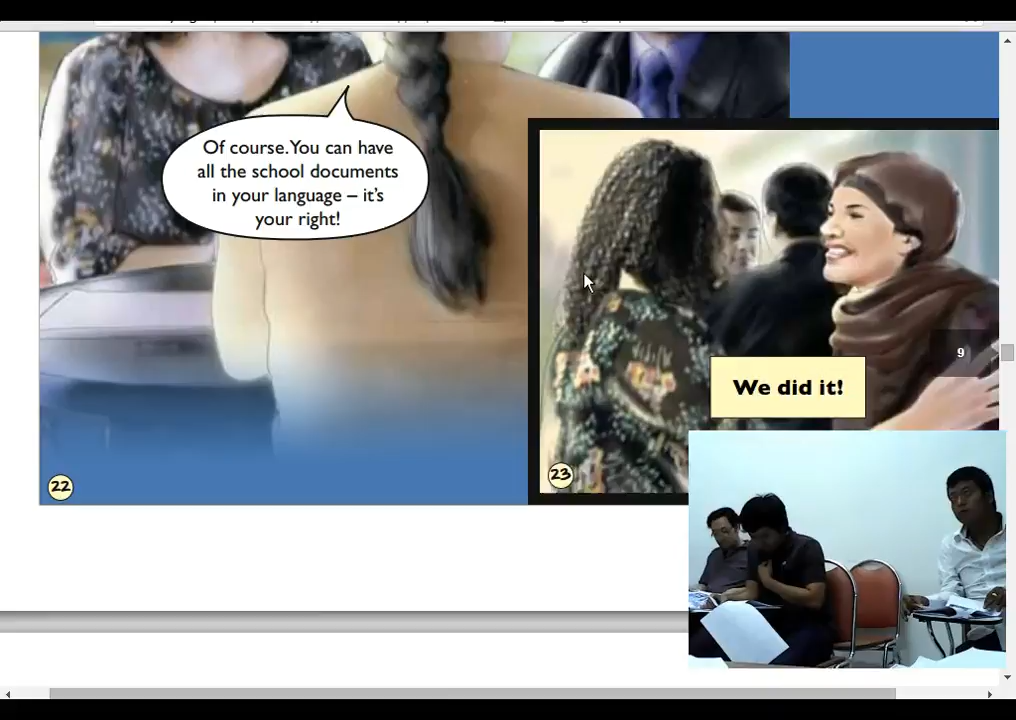 Of course. You can have
all the school documents
in your language – it's
your right!
9
We did it!
22
23